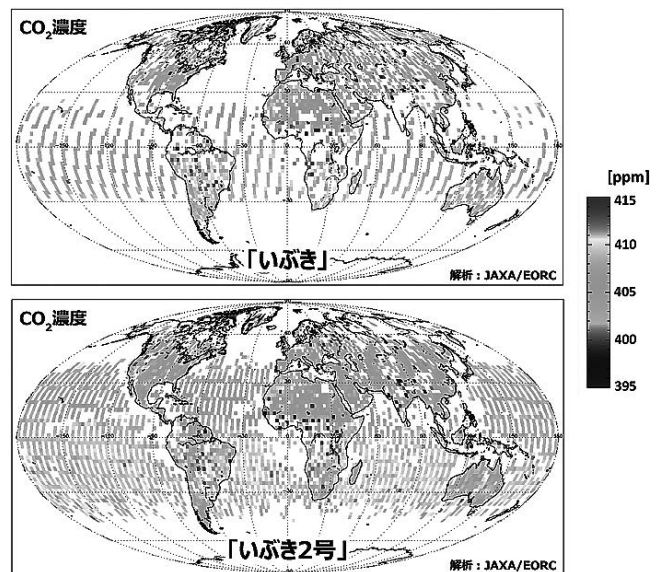 CO₂濃度
「いぶき」
解析：JAXA/EORC
[ppm]
415
410
405
400
395
CO₂濃度
「いぶき2号」
解析：JAXA/EORC